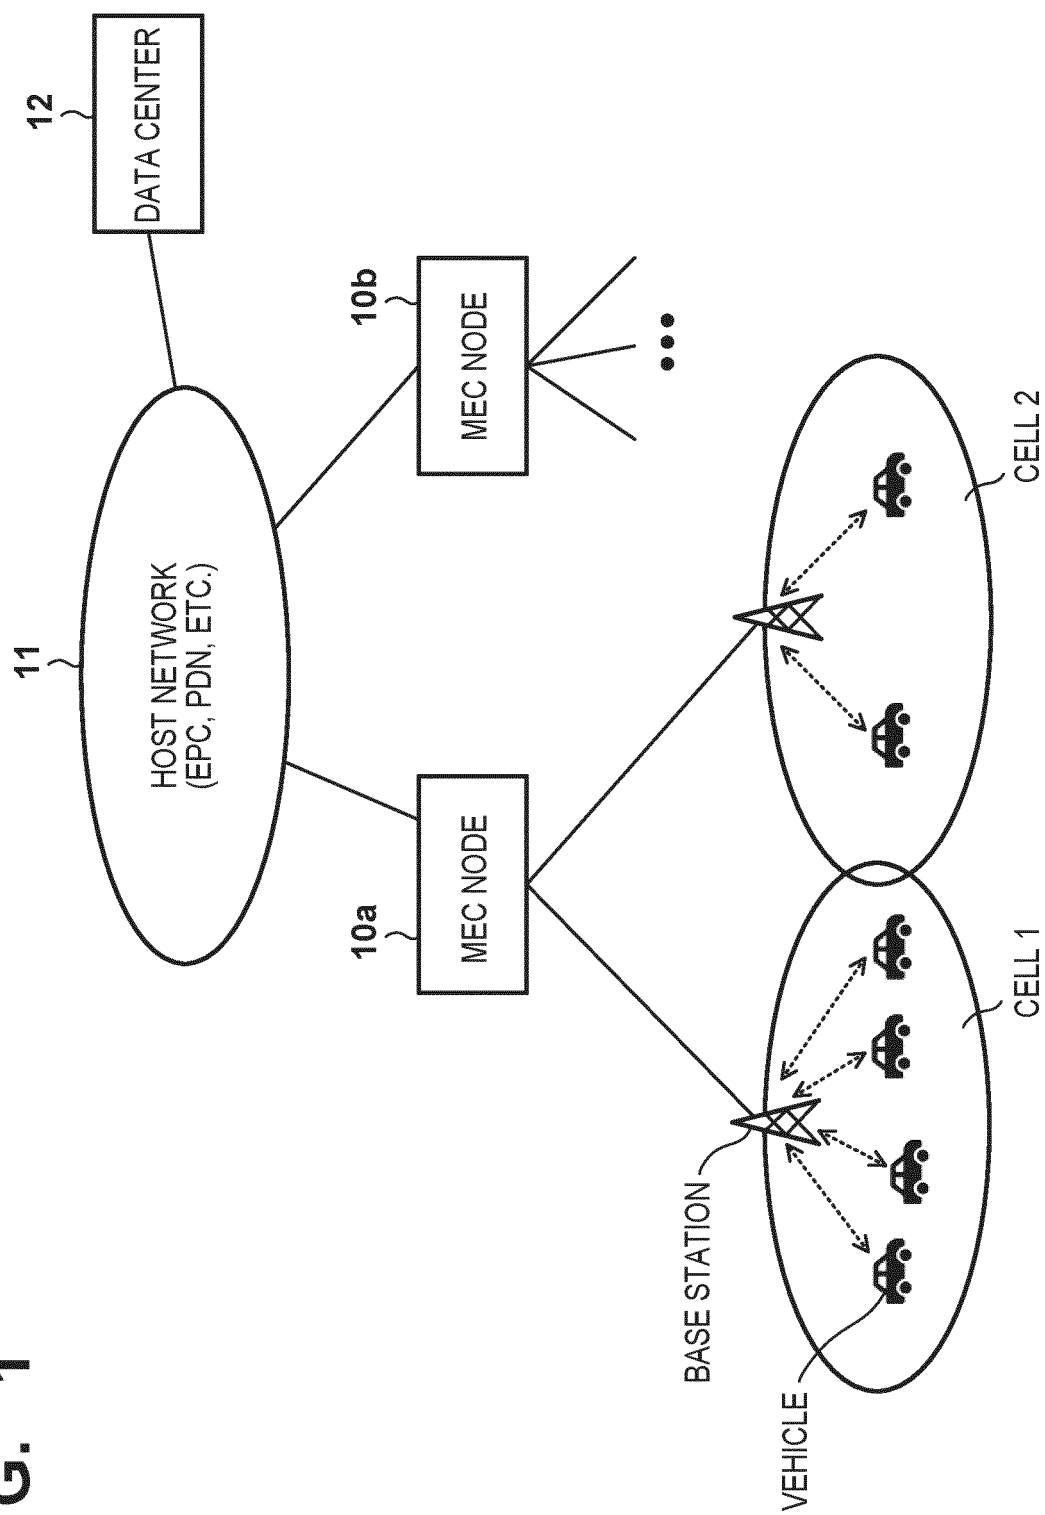 G. 1
11
HOST NETWORK
(EPC, PDN, ETC.)
12
DATA CENTER
10a
MEC NODE
10b
MEC NODE
BASE STATION
VEHICLE
CELL 1
CELL 2